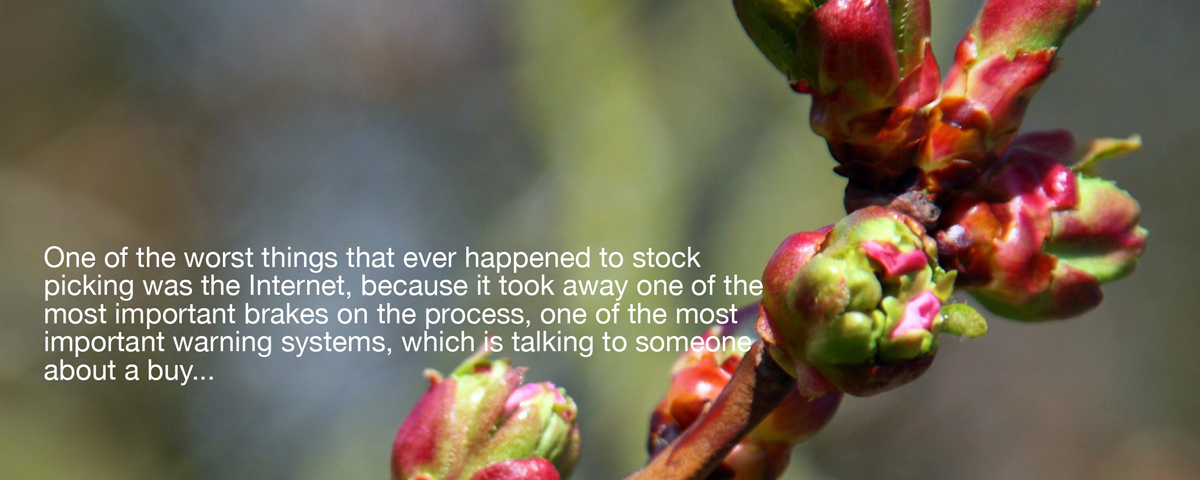 One of the worst things that ever happened to stock
picking was the Internet, because it took away one of the
most important brakes on the process, one of the most
important warning systems, which is talking to someone
about a buy...